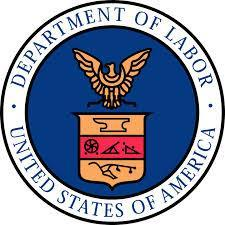 DEPARTMENT OF LABOR
UNITED STATES OF AMERICA